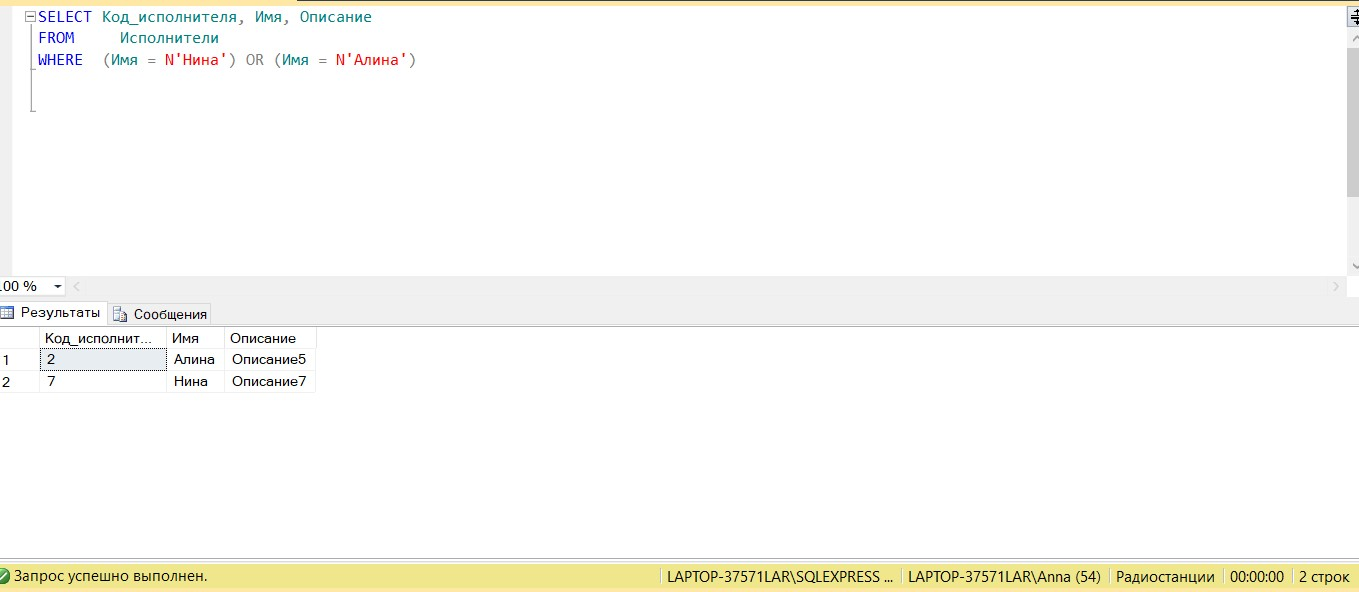 SELECT Код_исполнителя, Имя, Описание
FROM Исполнители
WHERE (Имя = N'Нина') OR (Имя = N'Алина')
.00 %
Результаты Сообщения
Код_исполнит... Имя Описание
1 2 Алина Описание5
2 7 Нина Описание7
Запрос успешно выполнен. LAPTOP-37571LAR\SQLEXPRESS ... LAPTOP-37571LAR\Anna (54) Радиостанции 00:00:00 2 строк